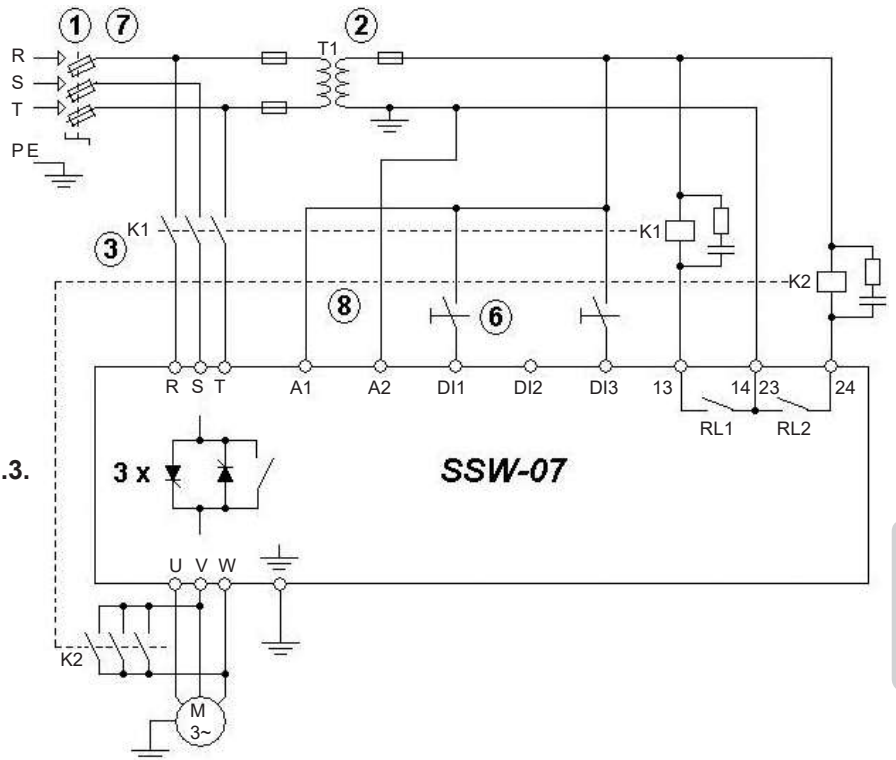 1 7 2
T1
R
S
T
PE
K1
3
K1
K2
8
6
R S T A1 A2 DI1 DI2 DI3 13 14 23 24
RL1 RL2
.3.
3 x
SSW-07
U V W
K2
M
3~